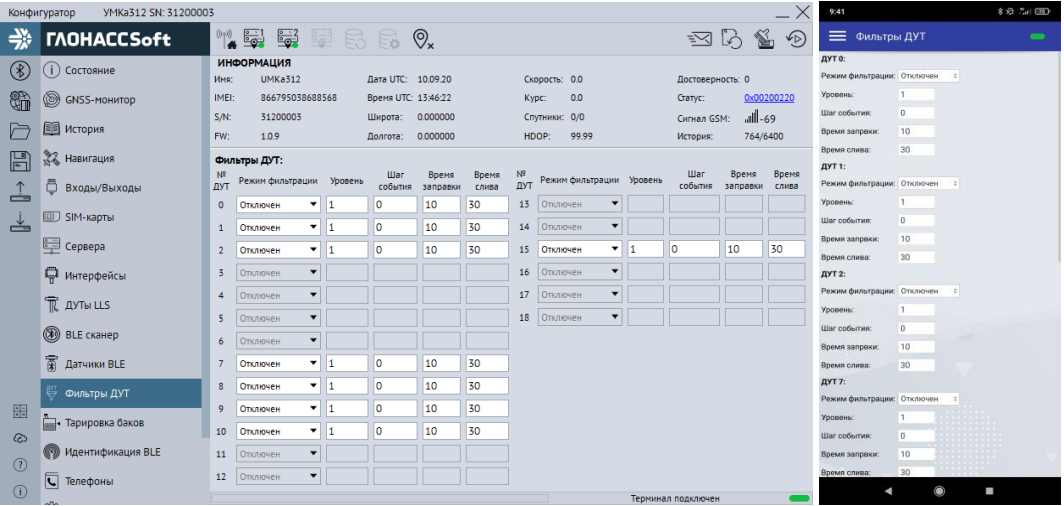 Конфигуратор УМКа312 SN: 31200003
ГЛОНАССSoft
Состояние
GNSS-монитор
История
Навигация
Входы/Выходы
SIM-карты
Сервера
Интерфейсы
ДУТы LLS
BLE сканер
Датчики BLE
Фильтры ДУТ
Тарировка баков
Идентификация BLE
Телефоны
ИНФОРМАЦИЯ
Имя: UMKa312 Дата UTC: 10.09.20 Скорость: 0.0 Достоверность: 0
IMEI: 866795038688568 Время UTC: 13:46:22 Курс: 0.0 Статус: 0x00200220
S/N: 31200003 Широта: 0.000000 Спутники: 0/0 Сигнал GSM: -69
FW: 1.0.9 Долгота: 0.000000 HDOP: 99.99 История: 764/6400
Фильтры ДУТ:
№ ДУТ Режим фильтрации Уровень Шаг события Время заправки Время слива
0 Отключен 1 0 10 30
1 Отключен 1 0 10 30
2 Отключен 1 0 10 30
3 Отключен
4 Отключен
5 Отключен
6 Отключен
7 Отключен 1 0 10 30
8 Отключен 1 0 10 30
9 Отключен 1 0 10 30
10 Отключен 1 0 10 30
11 Отключен
12 Отключен
№ ДУТ Режим фильтрации Уровень Шаг события Время заправки Время слива
13 Отключен
14 Отключен
15 Отключен 1 0 10 30
16 Отключен
17 Отключен
18 Отключен
Терминал подключен
9:41
Фильтры ДУТ
ДУТ 0:
Режим фильтрации: Отключен
Уровень: 1
Шаг события: 0
Время запрвки: 10
Время слива: 30
ДУТ 1:
Режим фильтрации: Отключен
Уровень: 1
Шаг события: 0
Время запрвки: 10
Время слива: 30
ДУТ 2:
Режим фильтрации: Отключен
Уровень: 1
Шаг события: 0
Время запрвки: 10
Время слива: 30
ДУТ 7:
Режим фильтрации: Отключен
Уровень: 1
Шаг события: 0
Время запрвки: 10
Время слива: 30